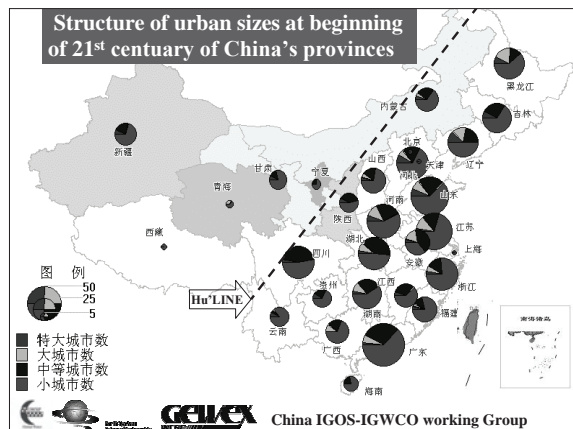 Structure of urban sizes at beginning
of 21st centuary of China's provinces
黑龙江
内蒙古
吉林
新疆
北京
辽宁
甘肃
宁夏
山西
天津
河北
青海
山东
陕西
河南
西藏
江苏
四川
湖北
安徽
上海
图 例
50
25
5
Hu'LINE
贵州
江西
浙江
云南
湖南
福建
广西
广东
海南
特大城市数
大城市数
中等城市数
小城市数
GEWEX
China IGOS-IGWCO working Group